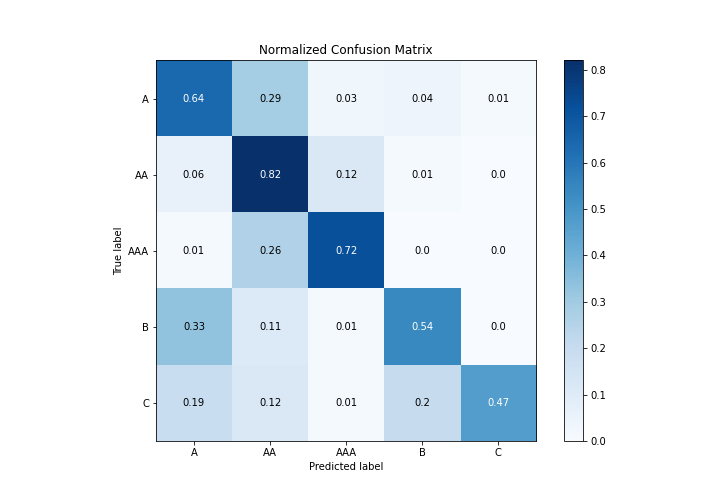 Normalized Confusion Matrix
A 0.64 0.29 0.03 0.04 0.01
AA 0.06 0.82 0.12 0.01 0.0
AAA 0.01 0.26 0.72 0.0 0.0
B 0.33 0.11 0.01 0.54 0.0
C 0.19 0.12 0.01 0.2 0.47
A AA AAA B C
Predicted label
True label
0.8
0.7
0.6
0.5
0.4
0.3
0.2
0.1
0.0